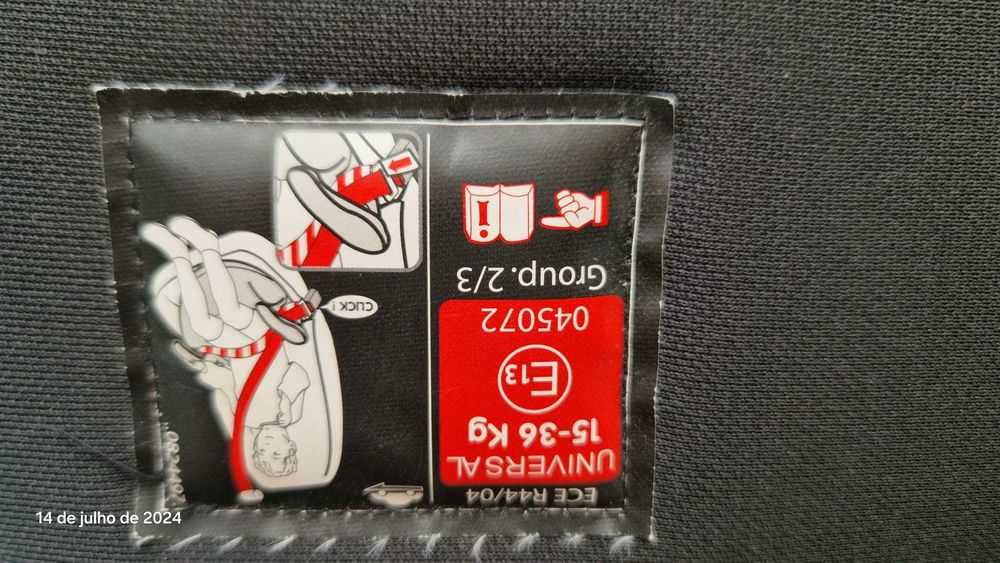 ECE R44/04
UNIVERSAL
15-36 Kg
E13
045072
Group.2/3
CLICK!
14 de julho de 2024